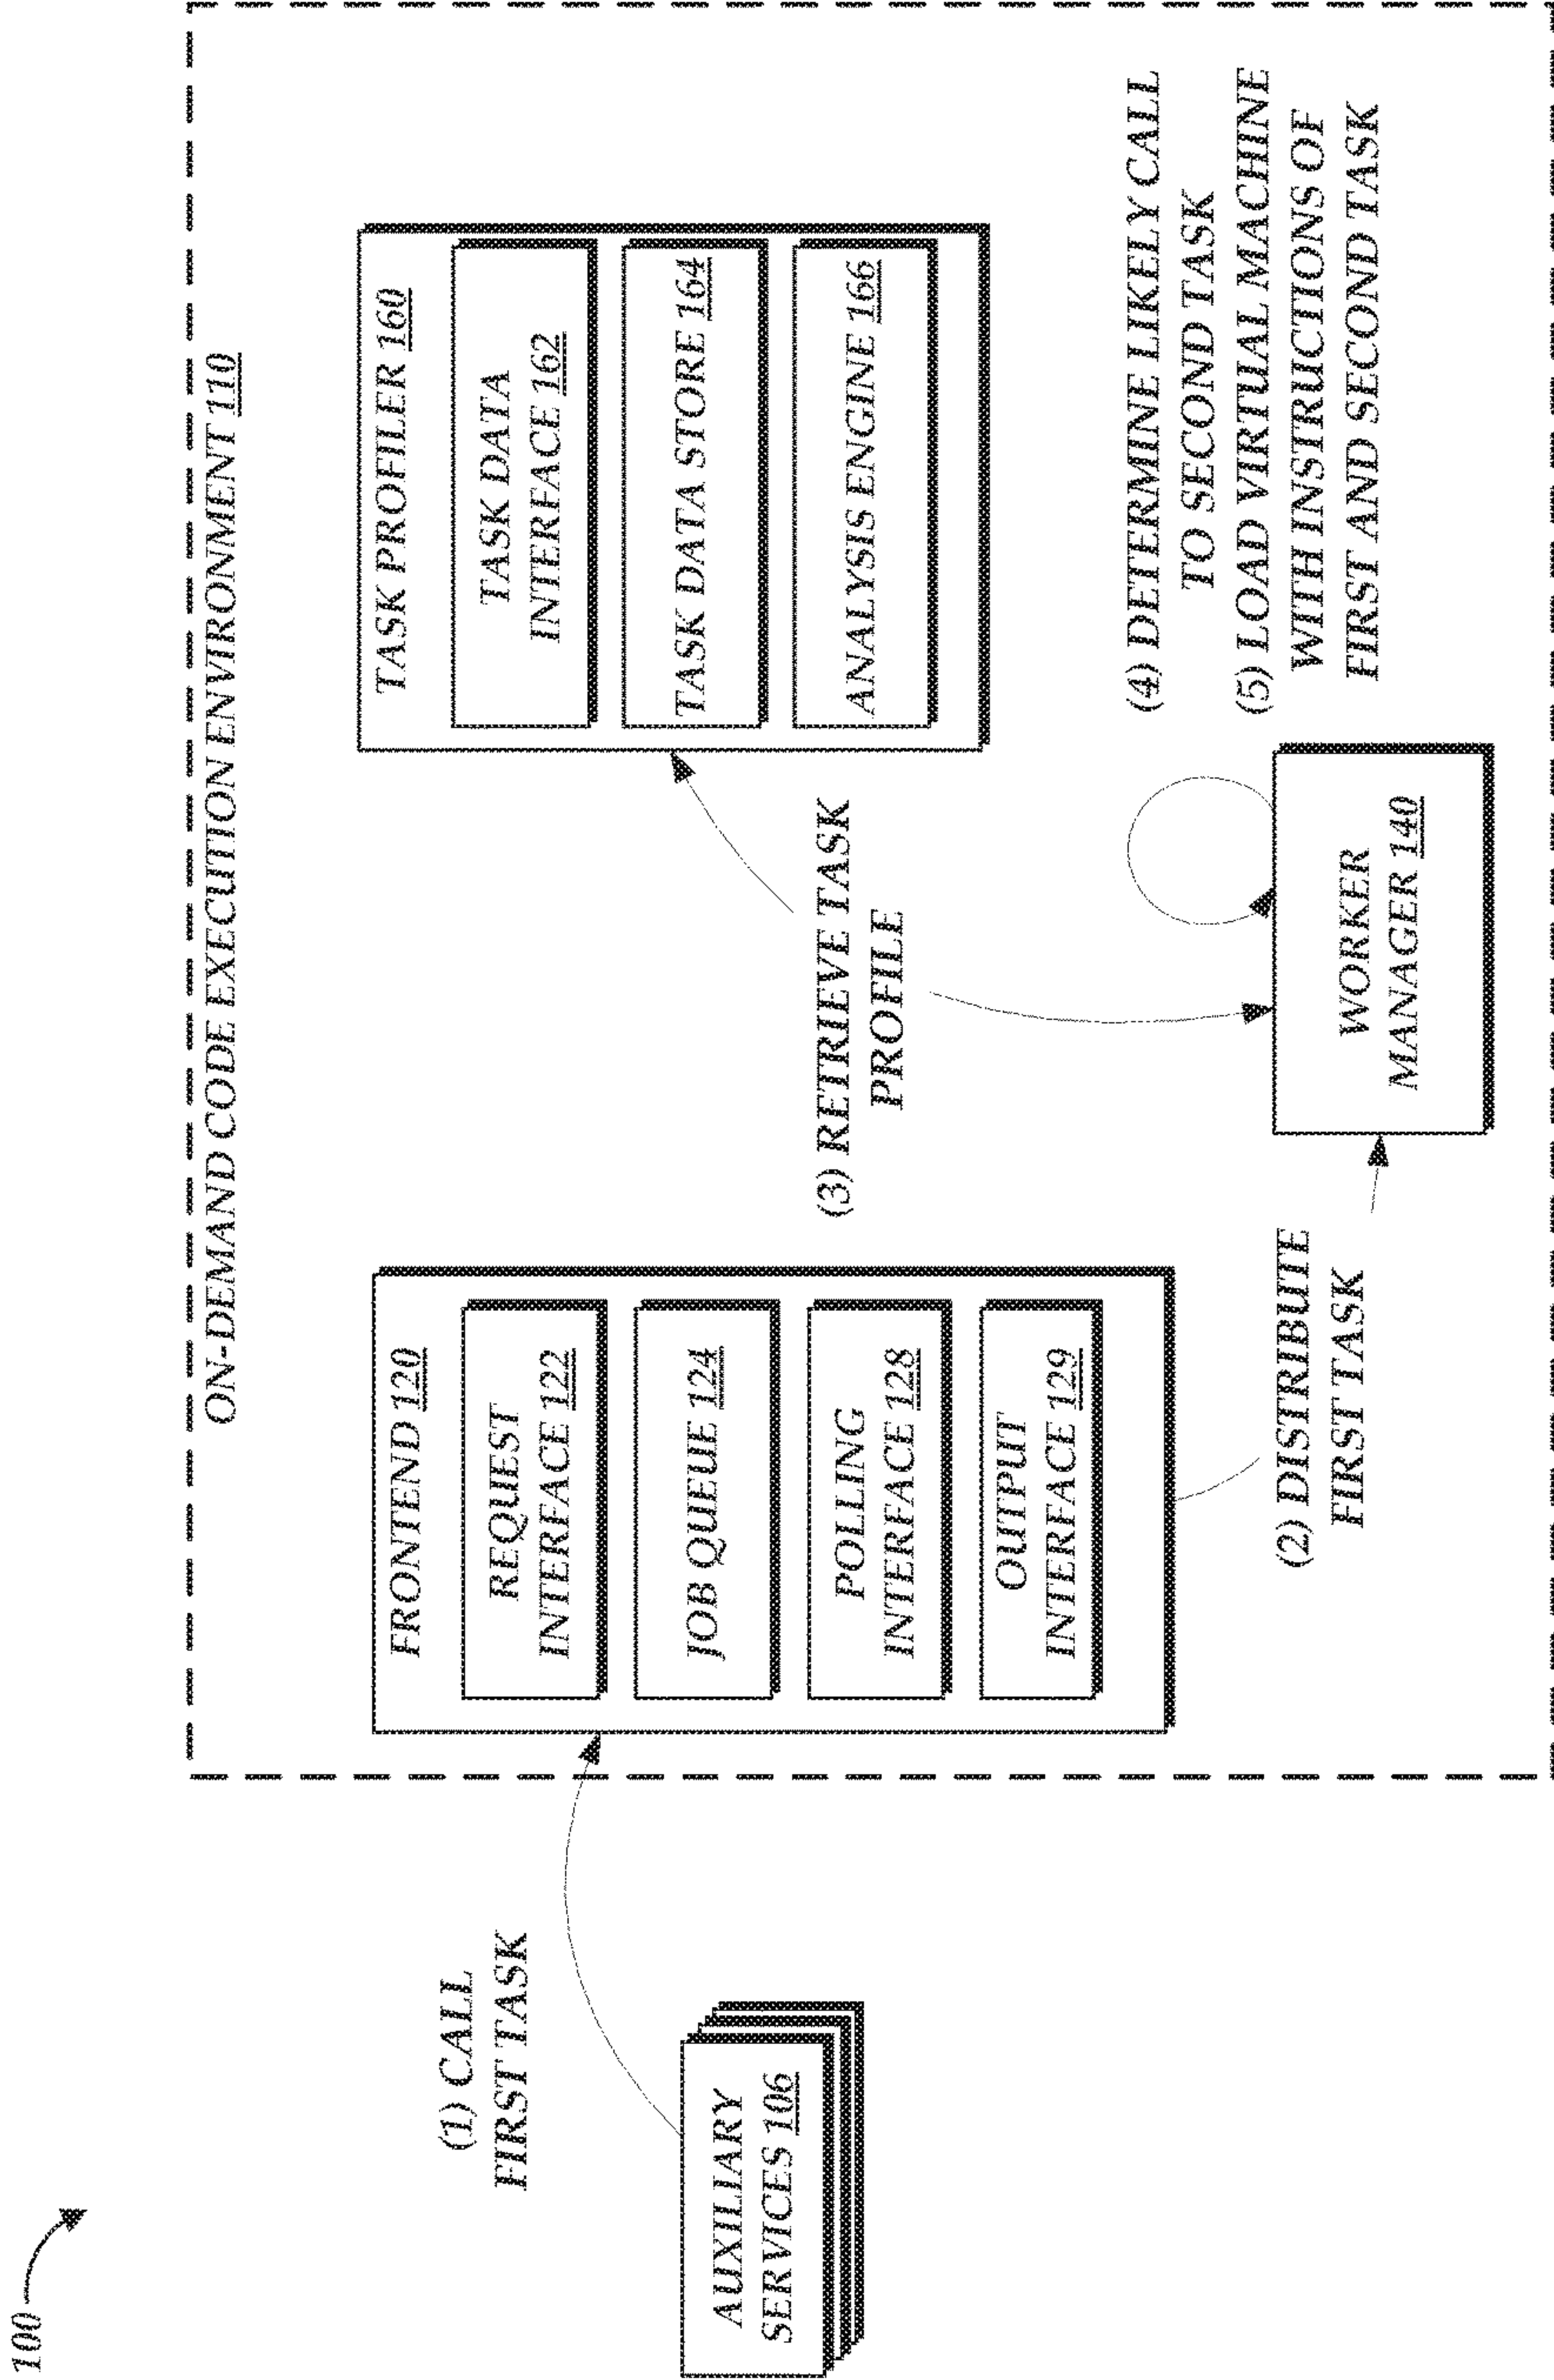 100
ON-DEMAND CODE EXECUTION ENVIRONMENT 110
(1) CALL
FIRST TASK
AUXILIARY
SERVICES 106
FRONTEND 120
REQUEST
INTERFACE 122
JOB QUEUE 124
POLLING
INTERFACE 128
OUTPUT
INTERFACE 129
(2) DISTRIBUTE
FIRST TASK
(3) RETRIEVE TASK
PROFILE
WORKER
MANAGER 140
TASK PROFILER 160
TASK DATA
INTERFACE 162
TASK DATA STORE 164
ANALYSIS ENGINE 166
(4) DETERMINE LIKELY CALL
TO SECOND TASK
(5) LOAD VIRTUAL MACHINE
WITH INSTRUCTIONS OF
FIRST AND SECOND TASK